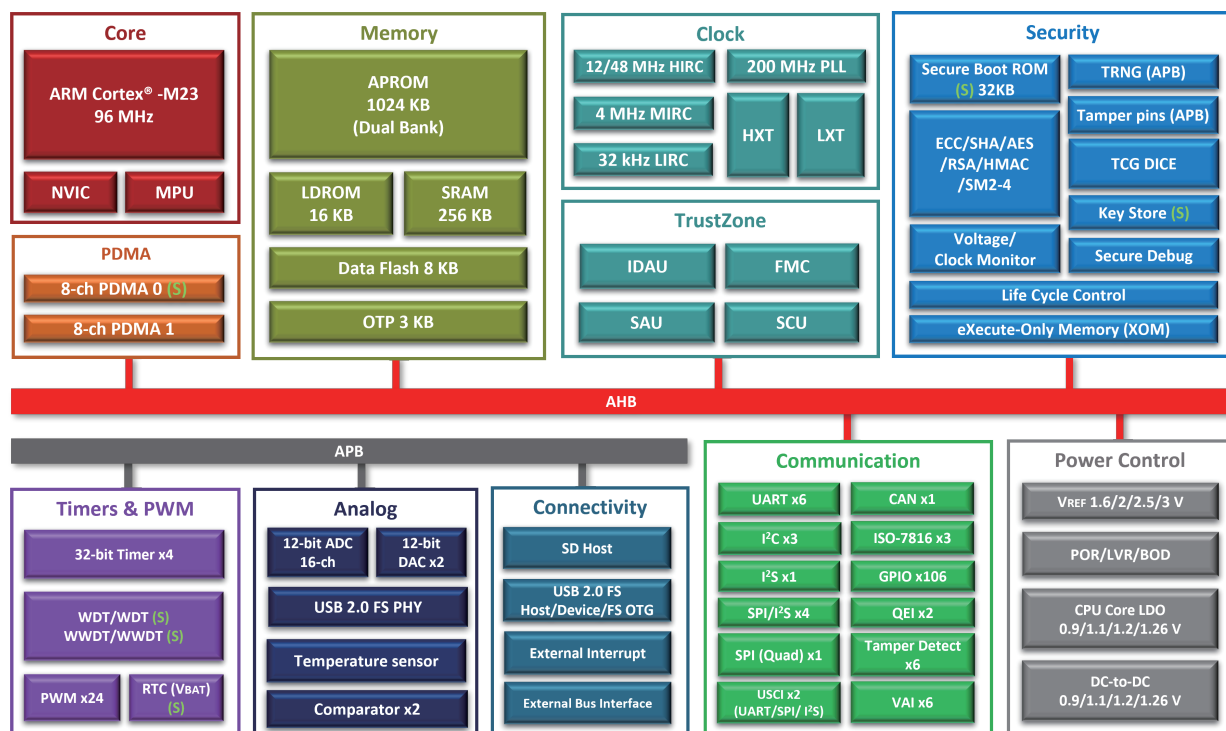 Core
ARM Cortex® -M23
96 MHz
NVIC
MPU
PDMA
8-ch PDMA 0 (S)
8-ch PDMA 1
Memory
APROM
1024 KB
(Dual Bank)
LDROM
16 KB
SRAM
256 KB
Data Flash 8 KB
OTP 3 KB
Clock
12/48 MHz HIRC
200 MHz PLL
4 MHz MIRC
32 kHz LIRC
HXT
LXT
TrustZone
IDAU
FMC
SAU
SCU
Security
Secure Boot ROM
(S) 32KB
TRNG (APB)
Tamper pins (APB)
ECC/SHA/AES
/RSA/HMAC
/SM2-4
TCG DICE
Key Store (S)
Voltage/
Clock Monitor
Secure Debug
Life Cycle Control
eXecute-Only Memory (XOM)
AHB
APB
Timers & PWM
32-bit Timer x4
WDT/WDT (S)
WWDT/WWDT (S)
PWM x24
RTC (VBAT)
(S)
Analog
12-bit ADC
16-ch
12-bit
DAC x2
USB 2.0 FS PHY
Temperature sensor
Comparator x2
Connectivity
SD Host
USB 2.0 FS
Host/Device/FS OTG
External Interrupt
External Bus Interface
Communication
UART x6
CAN x1
I²C x3
ISO-7816 x3
I²S x1
GPIO x106
SPI/I²S x4
QEI x2
SPI (Quad) x1
Tamper Detect
x6
USCI x2
(UART/SPI/ I²S)
VAI x6
Power Control
VREF 1.6/2/2.5/3 V
POR/LVR/BOD
CPU Core LDO
0.9/1.1/1.2/1.26 V
DC-to-DC
0.9/1.1/1.2/1.26 V